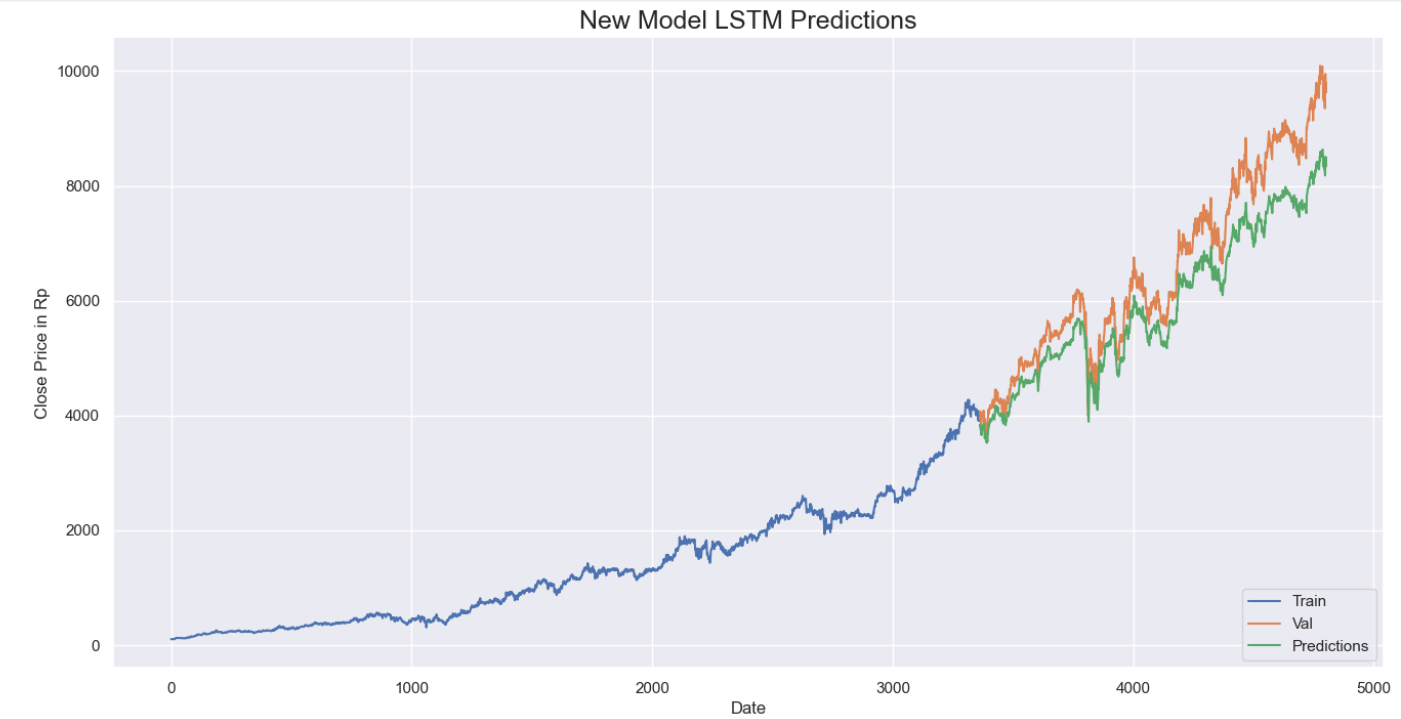 New Model LSTM Predictions
10000
8000
6000
4000
2000
0
Close Price in Rp
0 1000 2000 3000 4000 5000
Date
Train
Val
Predictions